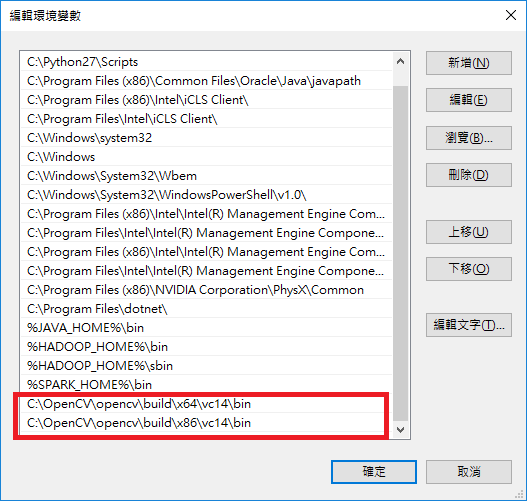 編輯環境變數
C:\Python27\Scripts
C:\Program Files (x86)\Common Files\Oracle\Java\javapath
C:\Program Files (x86)\Intel\iCLS Client\
C:\Program Files\Intel\iCLS Client\
C:\Windows\system32
C:\Windows
C:\Windows\System32\Wbem
C:\Windows\System32\WindowsPowerShell\v1.0\
C:\Program Files (x86)\Intel\Intel(R) Management Engine Com...
C:\Program Files\Intel\Intel(R) Management Engine Compone...
C:\Program Files (x86)\Intel\Intel(R) Management Engine Com...
C:\Program Files\Intel\Intel(R) Management Engine Compone...
C:\Program Files (x86)\NVIDIA Corporation\PhysX\Common
C:\Program Files\dotnet\
%JAVA_HOME%\bin
%HADOOP_HOME%\bin
%HADOOP_HOME%\sbin
%SPARK_HOME%\bin
C:\OpenCV\opencv\build\x64\vc14\bin
C:\OpenCV\opencv\build\x86\vc14\bin
新增(N)
編輯(E)
瀏覽(B)...
刪除(D)
上移(U)
下移(O)
編輯文字(T)...
確定
取消